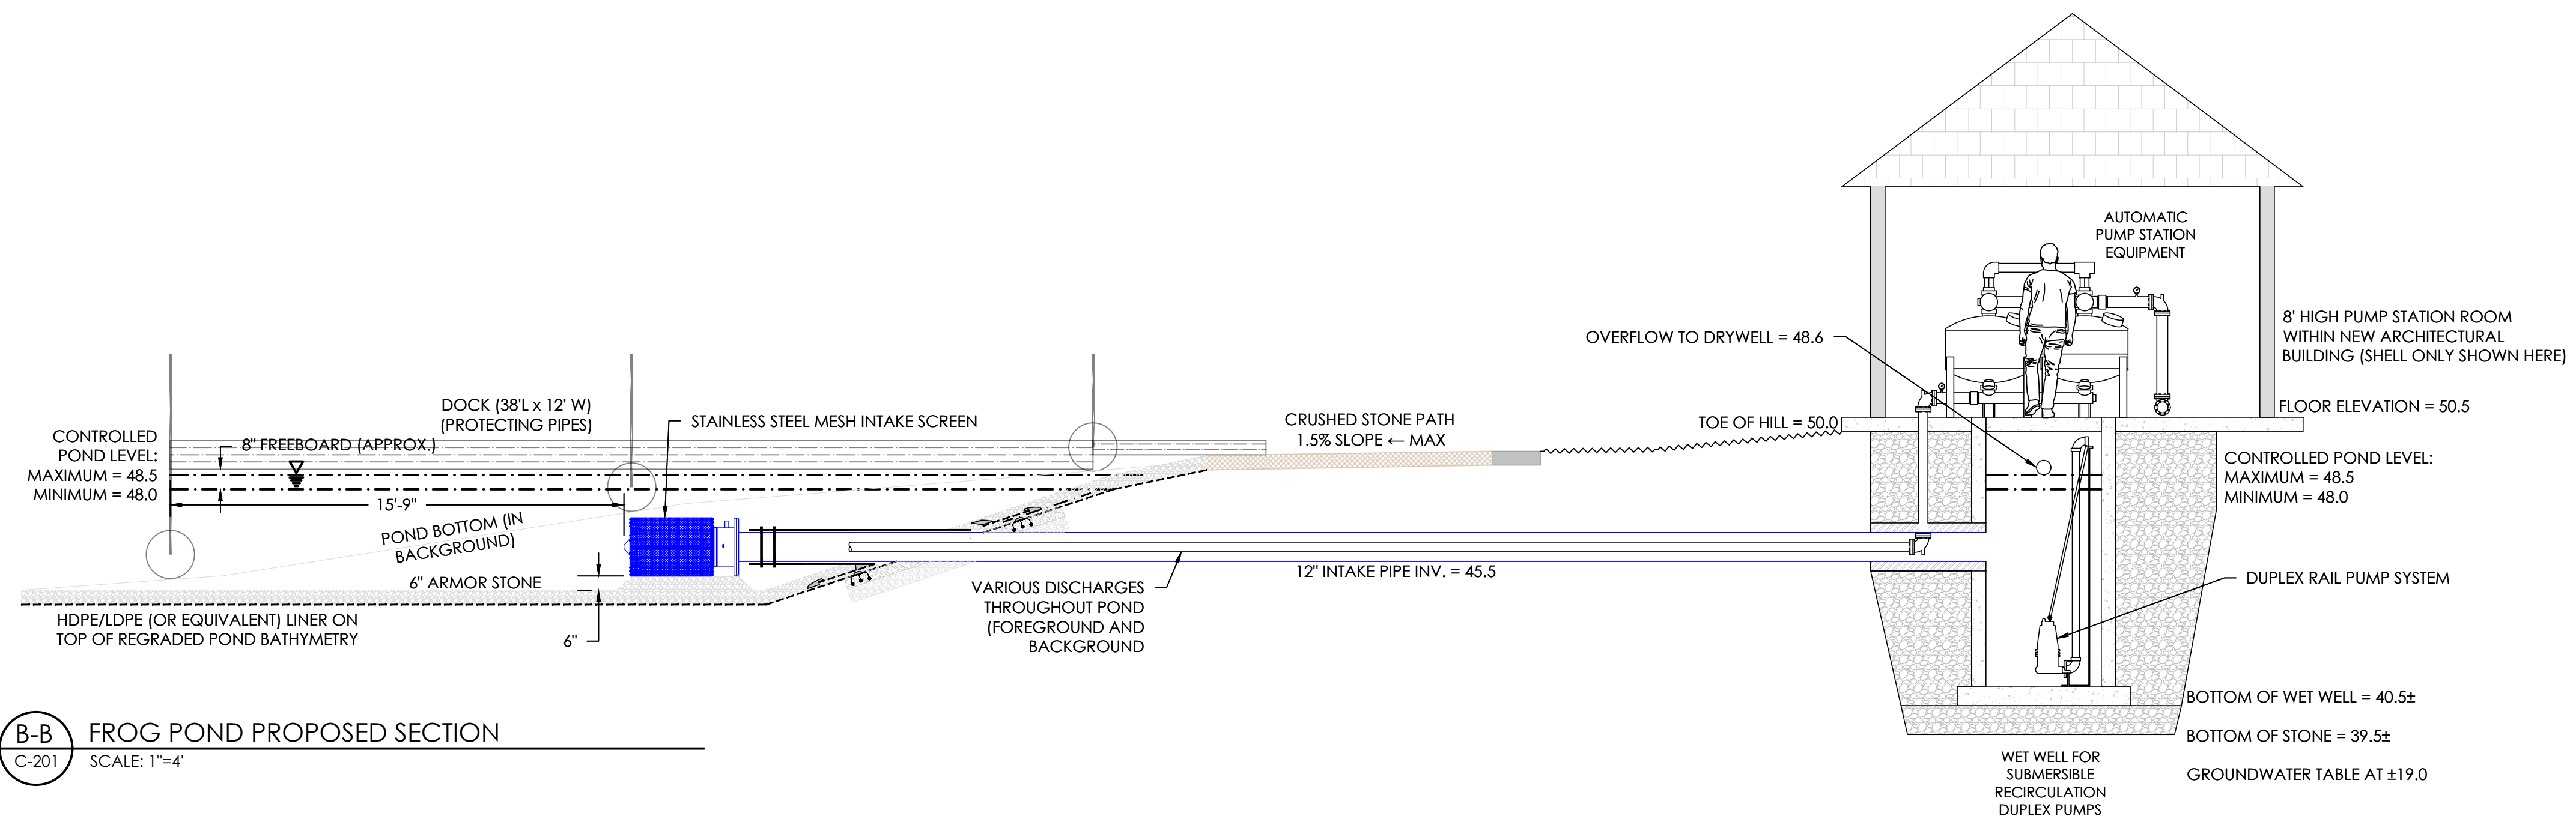 AUTOMATIC
PUMP STATION
EQUIPMENT
OVERFLOW TO DRYWELL = 48.6
8' HIGH PUMP STATION ROOM
WITHIN NEW ARCHITECTURAL
BUILDING (SHELL ONLY SHOWN HERE)
FLOOR ELEVATION = 50.5
DOCK (38'L x 12' W)
(PROTECTING PIPES)
STAINLESS STEEL MESH INTAKE SCREEN
CRUSHED STONE PATH
1.5% SLOPE ← MAX
TOE OF HILL = 50.0
CONTROLLED
POND LEVEL:
MAXIMUM = 48.5
MINIMUM = 48.0
8" FREEBOARD (APPROX.)
15'-9"
CONTROLLED POND LEVEL:
MAXIMUM = 48.5
MINIMUM = 48.0
POND BOTTOM (IN
BACKGROUND)
6" ARMOR STONE
12" INTAKE PIPE INV. = 45.5
VARIOUS DISCHARGES
THROUGHOUT POND
(FOREGROUND AND
BACKGROUND
DUPLEX RAIL PUMP SYSTEM
HDPE/LDPE (OR EQUIVALENT) LINER ON
TOP OF REGRADED POND BATHYMETRY
6"
BOTTOM OF WET WELL = 40.5±
BOTTOM OF STONE = 39.5±
GROUNDWATER TABLE AT ±19.0
WET WELL FOR
SUBMERSIBLE
RECIRCULATION
DUPLEX PUMPS
B-B
C-201
FROG POND PROPOSED SECTION
SCALE: 1"=4'